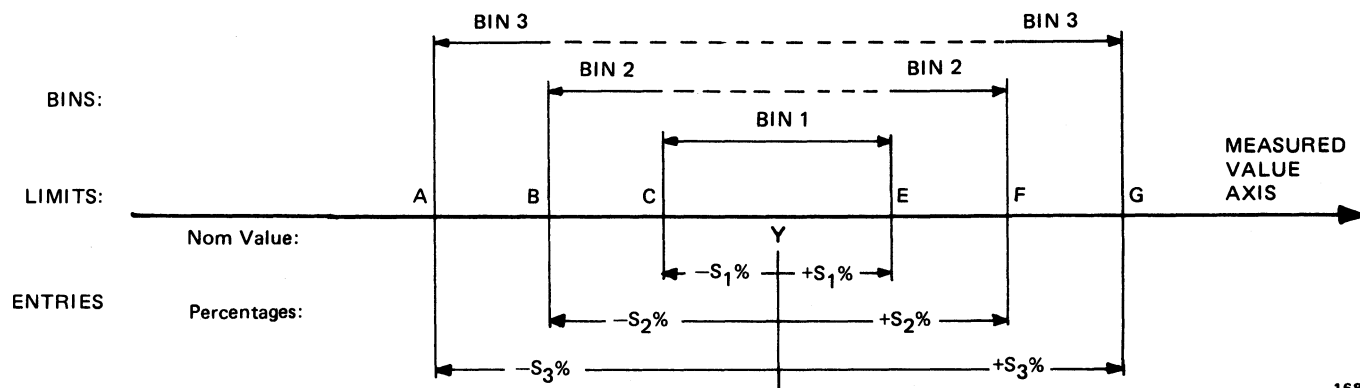 BIN 3 BIN 3
BIN 2 BIN 2
BINS:
BIN 1
MEASURED
VALUE
AXIS
LIMITS: A B C E F G
Nom Value: Y
−S1% +S1%
ENTRIES
Percentages: −S2% +S2%
−S3% +S3%